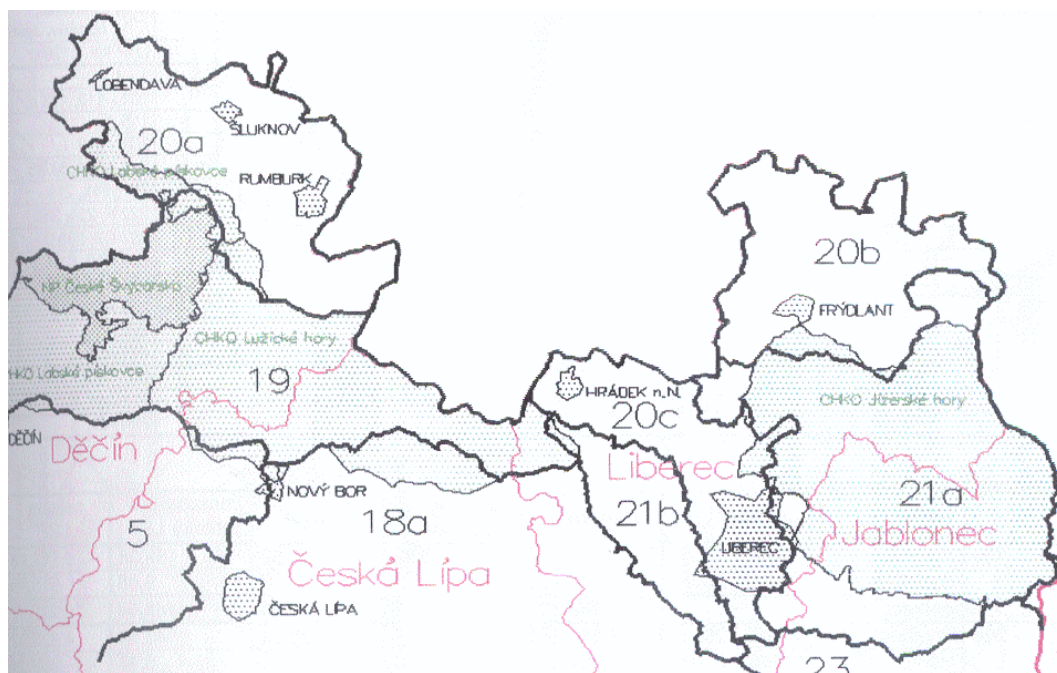 LOBENDAVA
ŠLUKNOV
20a
CHKO Labské pískovce
RUMBURK
20b
NP České Švýcarsko
FRÝDLANT
CHKO Lužické hory
CHKO Labské pískovce
19
HRÁDEK n.N.
20c
CHKO Jizerské hory
DĚČÍN
Děčín
Liberec
NOVÝ BOR
21a
18a
21b
5
Jablonec
LIBEREC
Česká Lípa
ČESKÁ LÍPA
23